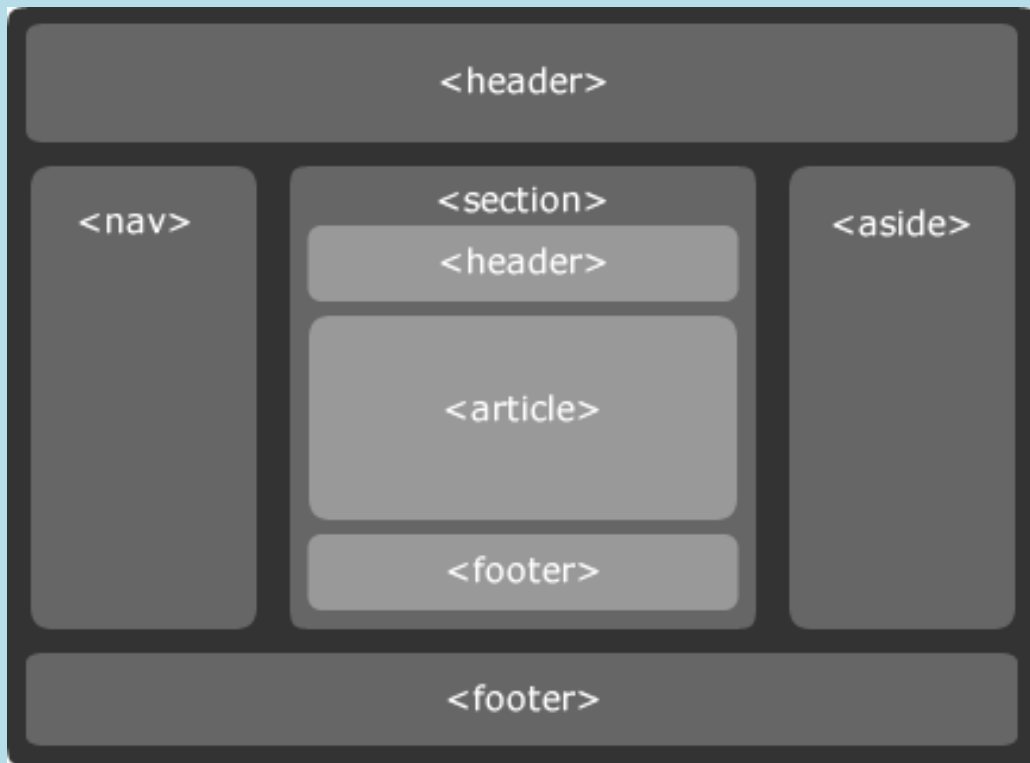 <header>
<nav>
<section>
<header>
<article>
<footer>
<aside>
<footer>